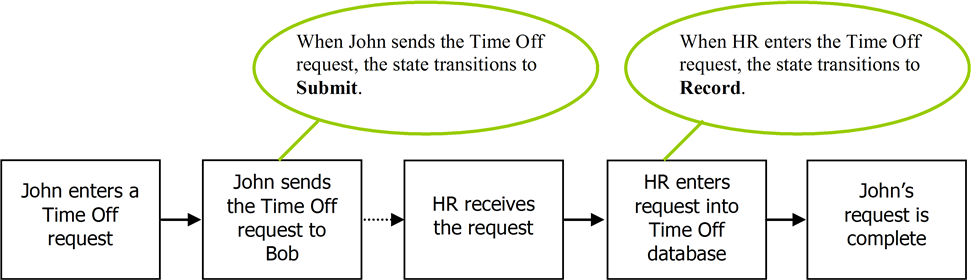 When John sends the Time Off
request, the state transitions to
Submit.
When HR enters the Time Off
request, the state transitions to
Record.
John enters a
Time Off
request
John sends
the Time Off
request to
Bob
HR receives
the request
HR enters
request into
Time Off
database
John’s
request is
complete